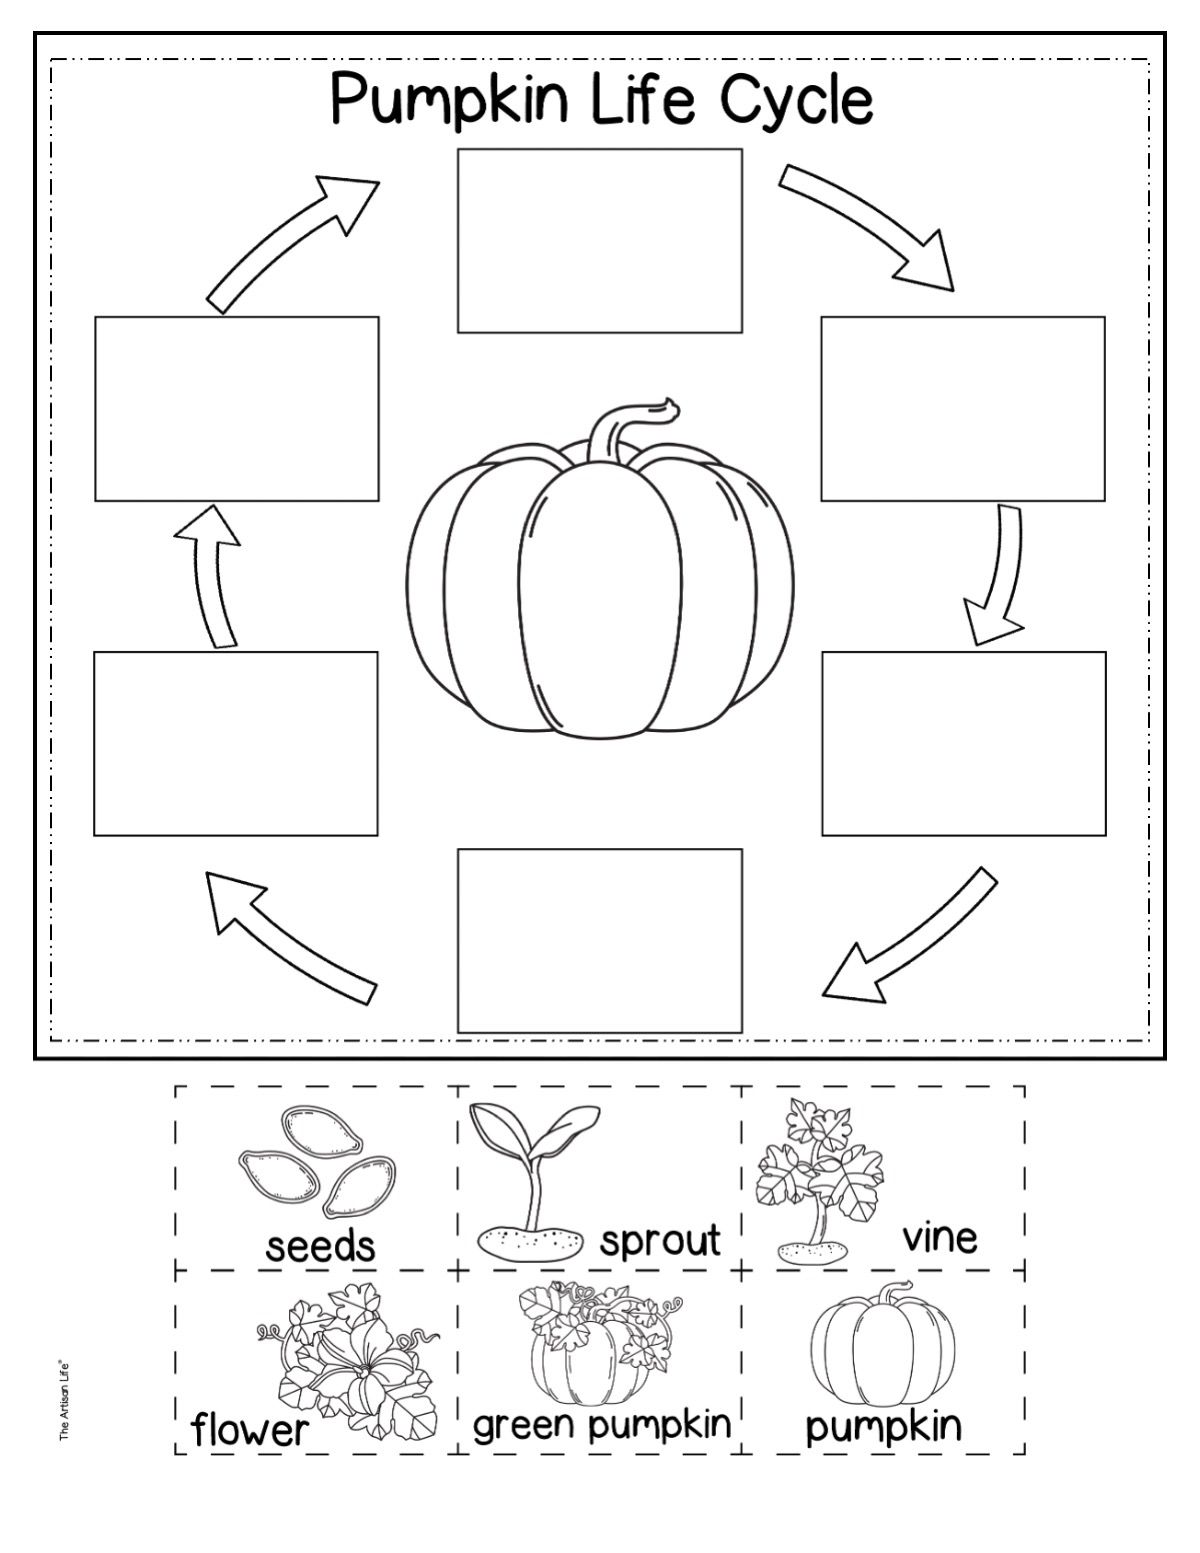 Pumpkin Life Cycle
seeds
sprout
vine
flower
green pumpkin
pumpkin
The Artisan Life®